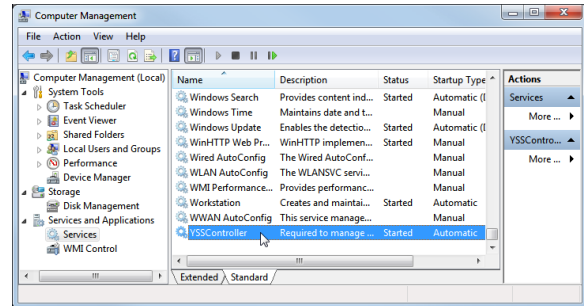 Computer Management
File Action View Help
Computer Management (Local)
System Tools
Task Scheduler
Event Viewer
Shared Folders
Local Users and Groups
Performance
Device Manager
Storage
Disk Management
Services and Applications
Services
WMI Control
Name Description Status Startup Type
Windows Search Provides content ind... Started Automatic (D
Windows Time Maintains date and t... Manual
Windows Update Enables the detectio... Started Automatic (D
WinHTTP Web Pr... WinHTTP implemen... Started Manual
Wired AutoConfig The Wired AutoConf... Manual
WLAN AutoConfig The WLANSVC servi... Manual
WMI Performance... Provides performanc... Manual
Workstation Creates and maintai... Started Automatic
WWAN AutoConfig This service manage... Manual
YSSController Required to manage ... Started Automatic
Extended Standard
Actions
Services
More ...
YSSContro...
More ...